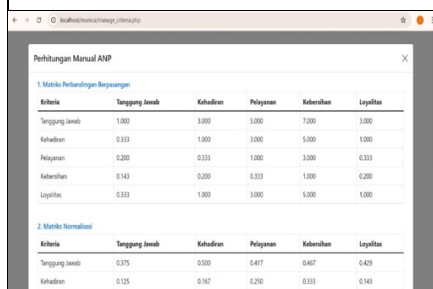 localhost/monica/manage_criteria.php
Perhitungan Manual ANP
X
1. Matriks Perbandingan Berpasangan
Kriteria Tanggung Jawab Kehadiran Pelayanan Kebersihan Loyalitas
Tanggung Jawab 1.000 3.000 5.000 7.000 3.000
Kehadiran 0.333 1.000 3.000 5.000 1.000
Pelayanan 0.200 0.333 1.000 3.000 0.333
Kebersihan 0.143 0.200 0.333 1.000 0.200
Loyalitas 0.333 1.000 3.000 5.000 1.000
2. Matriks Normalisasi
Kriteria Tanggung Jawab Kehadiran Pelayanan Kebersihan Loyalitas
Tanggung Jawab 0.375 0.500 0.417 0.467 0.429
Kehadiran 0.125 0.167 0.250 0.333 0.143